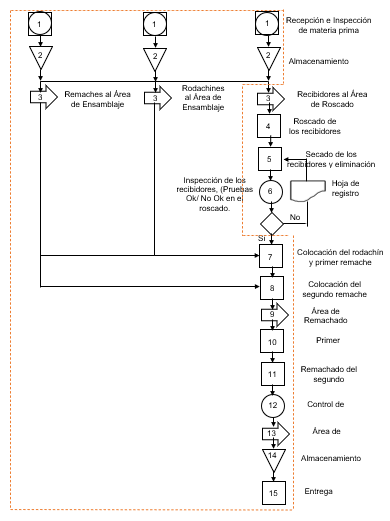 1
1
1
Recepción e Inspección
de materia prima
2
2
2
Almacenamiento
3
Remaches al Área
de Ensamblaje
3
Rodachines
al Área de
Ensamblaje
3
Recibidores al Área
de Roscado
4
Roscado de
los recibidores
5
Secado de los
recibidores y eliminación
Inspección de los
recibidores, (Pruebas
Ok/ No Ok en el
roscado.
6
Hoja de
registro
No
Si
7
Colocación del rodachín
y primer remache
8
Colocación del
segundo remache
9
Área de
Remachado
10
Primer
11
Remachado del
segundo
12
Control de
13
Área de
14
Almacenamiento
15
Entrega